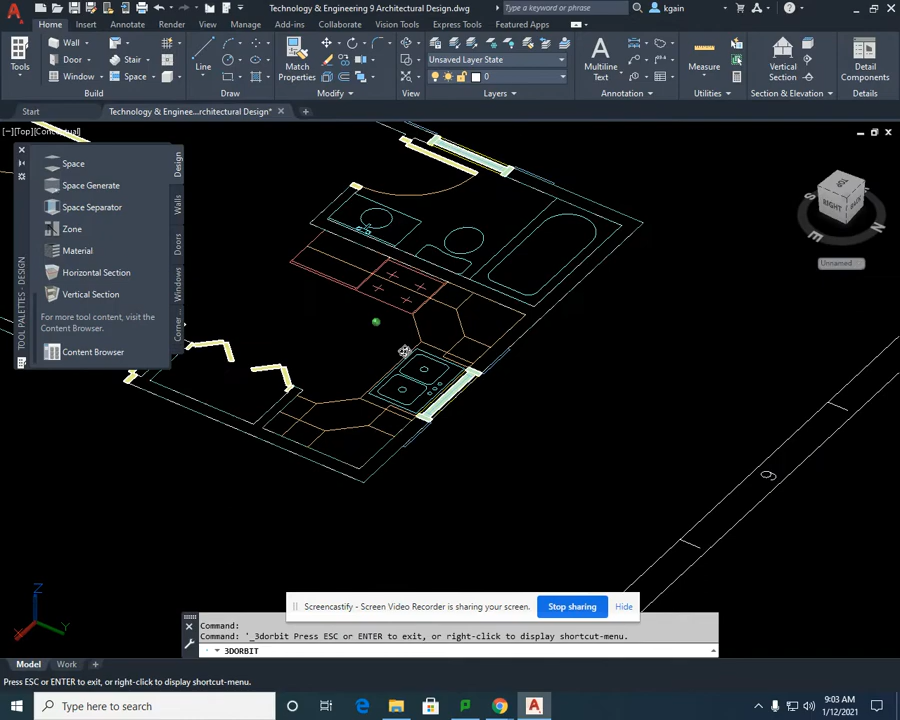 Technology & Engineering 9 Architectural Design.dwg
Type a keyword or phrase
kgain
Home Insert Annotate Render View Manage Add-ins Collaborate Vision Tools Express Tools Featured Apps
Tools
Wall
Door
Window
Stair
Space
Build
Line
Draw
Match Properties
Modify
View
Unsaved Layer State
0
Layers
Multiline Text
Annotation
Measure
Utilities
Vertical Section
Section & Elevation
Detail Components
Details
Start
Technology & Enginee...rchitectural Design*
[−][Top][Conceptual]
Space
Space Generate
Space Separator
Zone
Material
Horizontal Section
Vertical Section
For more tool content, visit the
Content Browser.
Content Browser
Design
Walls
Doors
Windows
Corner ...
TOOL PALETTES - DESIGN
TOP
RIGHT
BACK
S
E
N
Unnamed
6
Z
X
Y
Screencastify - Screen Video Recorder is sharing your screen.
Stop sharing
Hide
Command:
Command: '_3dorbit Press ESC or ENTER to exit, or right-click to display shortcut-menu.
3DORBIT
Model
Work
Press ESC or ENTER to exit, or right-click to display shortcut-menu.
Type here to search
9:03 AM
1/12/2021